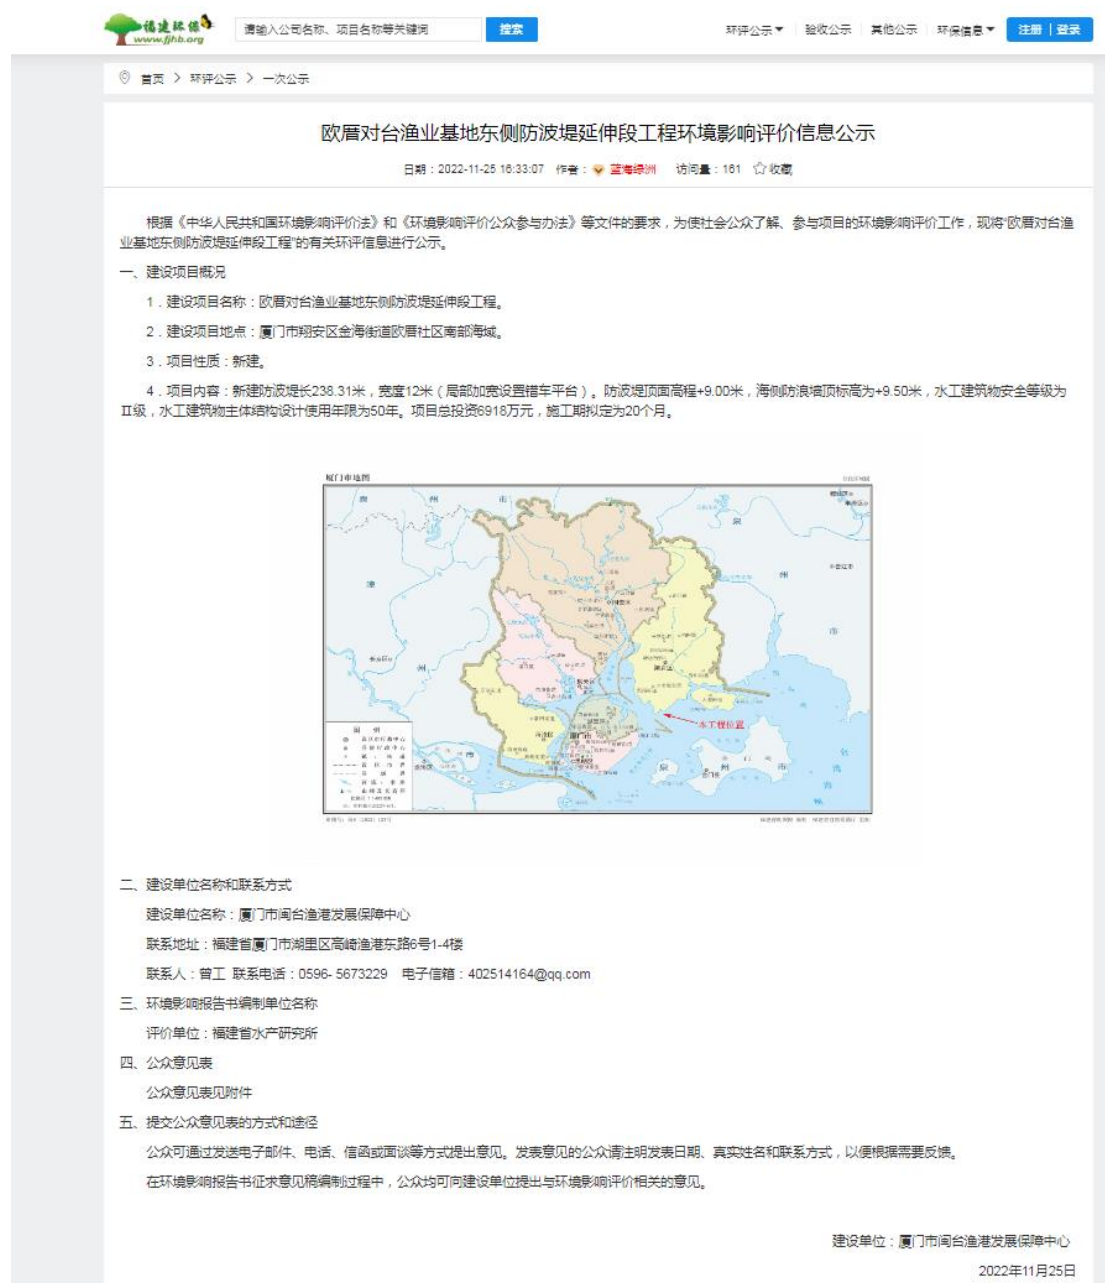 福建环保
www.fjhb.org
请输入公司名称、项目名称等关键词
搜索
环评公示 验收公示 其他公示 环保信息 注册 | 登录
首页 > 环评公示 > 一次公示
欧厝对台渔业基地东侧防波堤延伸段工程环境影响评价信息公示
日期：2022-11-25 16:33:07 作者： 蓝海绿洲 访问量：161 收藏
根据《中华人民共和国环境影响评价法》和《环境影响评价公众参与办法》等文件的要求，为使社会公众了解、参与项目的环境影响评价工作，现将“欧厝对台渔
业基地东侧防波堤延伸段工程”的有关环评信息进行公示。
一、建设项目概况
1．建设项目名称：欧厝对台渔业基地东侧防波堤延伸段工程。
2．建设项目地点：厦门市翔安区金海街道欧厝社区南部海域。
3．项目性质：新建。
4．项目内容：新建防波堤长238.31米，宽度12米（局部加宽设置错车平台）。防波堤顶面高程+9.00米，海侧防浪墙顶标高为+9.50米，水工建筑物安全等级为
Ⅱ级，水工建筑物主体结构设计使用年限为50年。项目总投资6918万元，施工期拟定为20个月。
厦门市地图
漳 州 市
泉
州
市
漳
州
图 例
厦门市
本工程位置
泉 州 市
台
湾
海
峡
二、建设单位名称和联系方式
建设单位名称：厦门市闽台渔港发展保障中心
联系地址：福建省厦门市湖里区高崎渔港东路6号1-4楼
联系人：曾工 联系电话：0596- 5673229 电子信箱：402514164@qq.com
三、环境影响报告书编制单位名称
评价单位：福建省水产研究所
四、公众意见表
公众意见表见附件
五、提交公众意见表的方式和途径
公众可通过发送电子邮件、电话、信函或面谈等方式提出意见。发表意见的公众请注明发表日期、真实姓名和联系方式，以便根据需要反馈。
在环境影响报告书征求意见稿编制过程中，公众均可向建设单位提出与环境影响评价相关的意见。
建设单位：厦门市闽台渔港发展保障中心
2022年11月25日